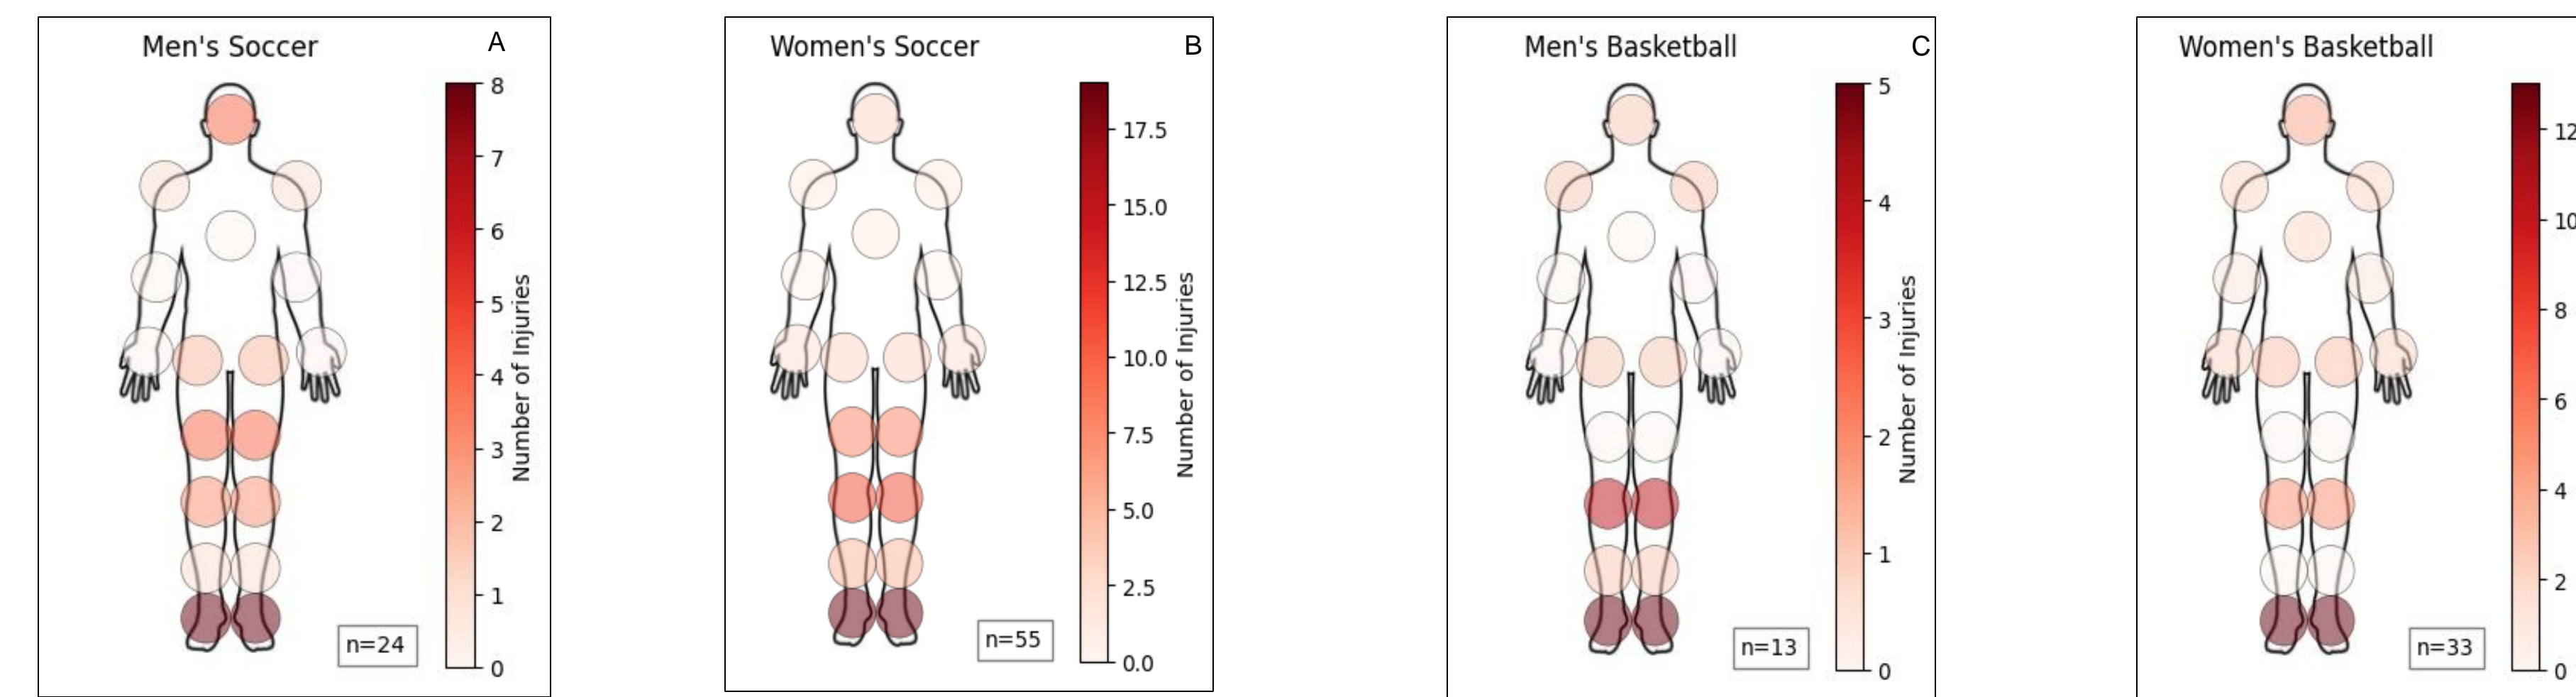 Men's Soccer
A
8
7
6
5
4
3
2
1
0
Number of Injuries
n=24
Women's Soccer
B
17.5
15.0
12.5
10.0
7.5
5.0
2.5
0.0
Number of Injuries
n=55
Men's Basketball
C
5
4
3
2
1
0
Number of Injuries
n=13
Women's Basketball
12
10
8
6
4
2
0
n=33